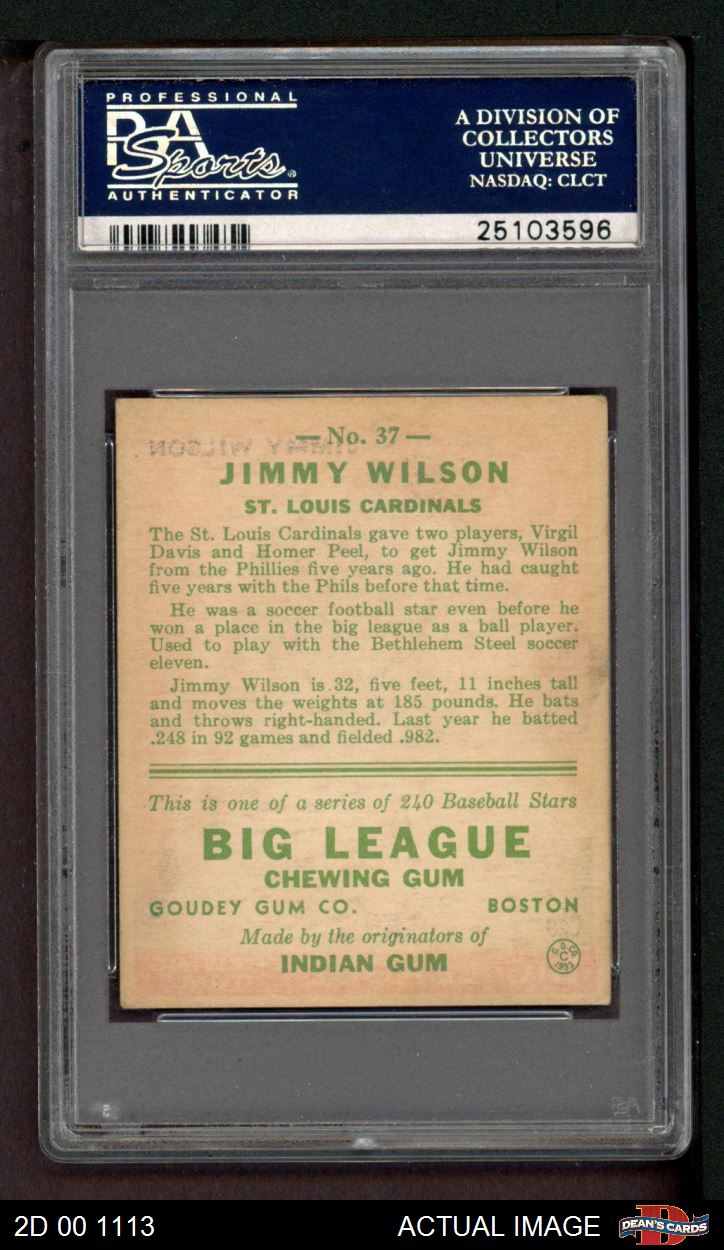 PROFESSIONAL
PSA
Sports
AUTHENTICATOR
A DIVISION OF
COLLECTORS
UNIVERSE
NASDAQ: CLCT
25103596
— No. 37 —
JIMMY WILSON
JIMMY WILSON
ST. LOUIS CARDINALS
The St. Louis Cardinals gave two players, Virgil
Davis and Homer Peel, to get Jimmy Wilson
from the Phillies five years ago. He had caught
five years with the Phils before that time.
He was a soccer football star even before he
won a place in the big league as a ball player.
Used to play with the Bethlehem Steel soccer
eleven.
Jimmy Wilson is 32, five feet, 11 inches tall
and moves the weights at 185 pounds. He bats
and throws right-handed. Last year he batted
.248 in 92 games and fielded .982.
This is one of a series of 240 Baseball Stars
BIG LEAGUE
CHEWING GUM
GOUDEY GUM CO. BOSTON
Made by the originators of
INDIAN GUM
G. G. CO.
C
1933
2D 00 1113
ACTUAL IMAGE
D
DEAN'S CARDS